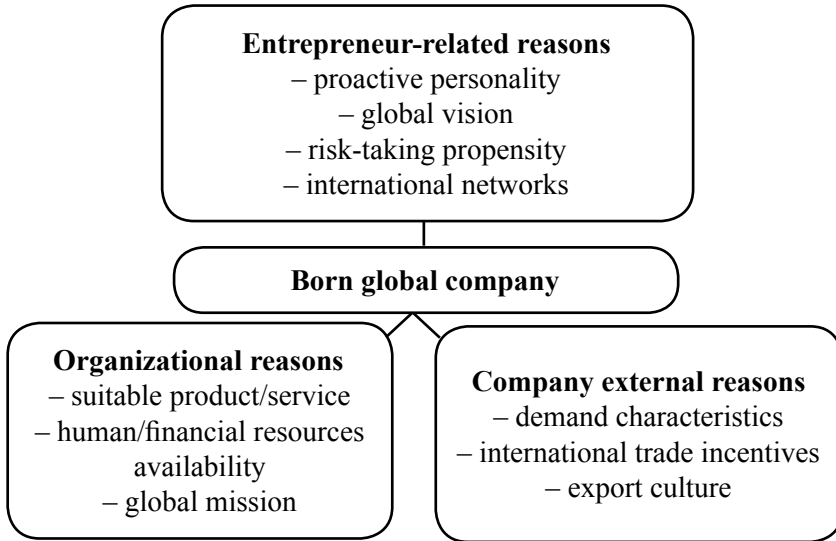 Entrepreneur-related reasons
– proactive personality
– global vision
– risk-taking propensity
– international networks
Born global company
Organizational reasons
– suitable product/service
– human/financial resources
availability
– global mission
Company external reasons
– demand characteristics
– international trade incentives
– export culture